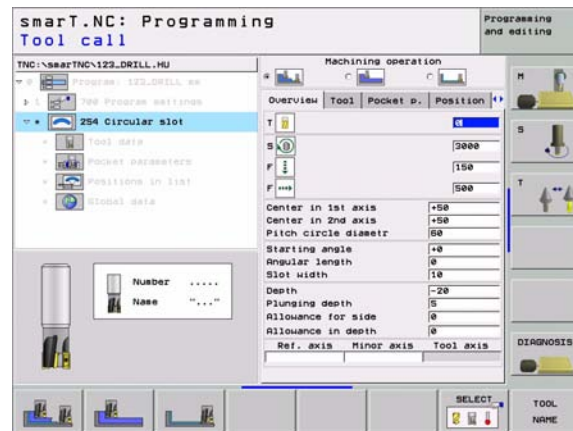 smarT.NC: Programming
Tool call
Programming and editing
TNC:\smarTNC\123_DRILL.HU
0 Program: 123_DRILL mm
1 700 Program settings
254 Circular slot
Tool data
Pocket parameters
Positions in list
Global data
Number .....
Name "..."
Machining operation
Overview Tool Pocket p. Position
T 0
S 3000
F 150
F 500
Center in 1st axis +50
Center in 2nd axis +50
Pitch circle diametr 60
Starting angle +0
Angular length 0
Slot width 10
Depth -20
Plunging depth 5
Allowance for side 0
Allowance in depth 0
Ref. axis Minor axis Tool axis
M
S
T
DIAGNOSIS
SELECT
TOOL
NAME